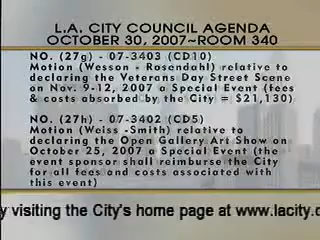 L.A. CITY COUNCIL AGENDA
OCTOBER 30, 2007~ROOM 340
NO. (27g) - 07-3403 (CD10)
Motion (Wesson - Rosendahl) relative to
declaring the Veterans Day Street Scene
on Nov. 9-12, 2007 a Special Event (fees
& costs absorbed by the City = $21,130)
NO. (27h) - 07-3402 (CD5)
Motion (Weiss -Smith) relative to
declaring the Open Gallery Art Show on
October 25, 2007 a Special Event (the
event sponsor shall reimburse the City
for all fees and costs associated with
this event)
y visiting the City's home page at www.lacity.